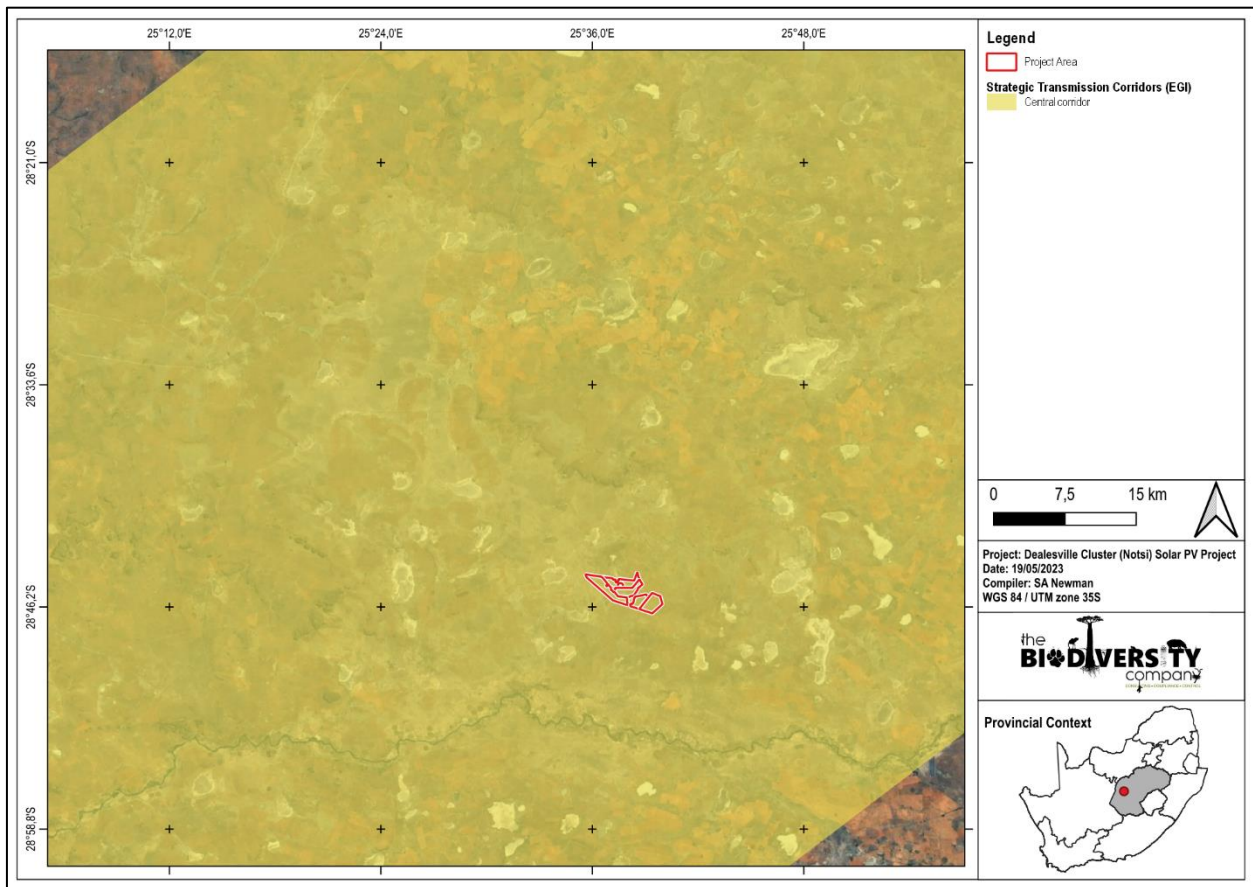 25°12,0'E 25°24,0'E 25°36,0'E 25°48,0'E
28°21,0'S
28°33,6'S
28°46,2'S
28°58,8'S
Legend
Project Area
Strategic Transmission Corridors (EGI)
Central corridor
0 7,5 15 km
Project: Dealesville Cluster (Notsi) Solar PV Project
Date: 19/05/2023
Compiler: SA Newman
WGS 84 / UTM zone 35S
the
BIODIVERSITY
company
Provincial Context